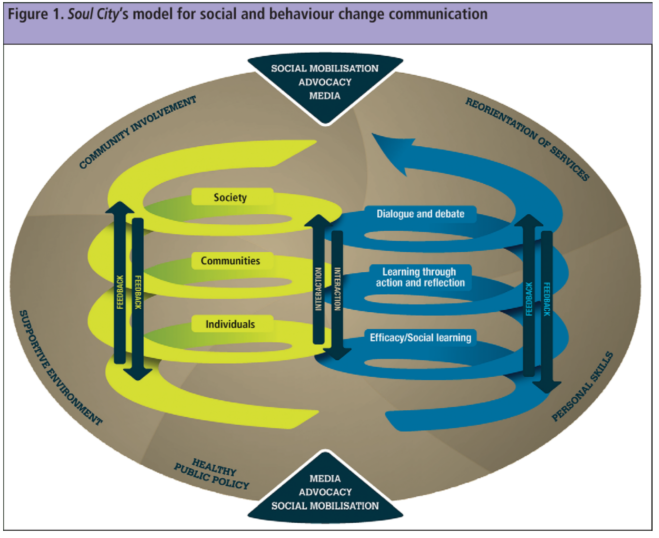 Figure 1. Soul City's model for social and behaviour change communication
SOCIAL MOBILISATION
ADVOCACY
MEDIA
COMMUNITY INVOLVEMENT
REORIENTATION OF SERVICES
Society
Dialogue and debate
Communities
Learning through
action and reflection
Individuals
Efficacy/Social learning
FEEDBACK
FEEDBACK
INTERACTION
INTERACTION
FEEDBACK
FEEDBACK
SUPPORTIVE ENVIRONMENT
PERSONAL SKILLS
HEALTHY
PUBLIC POLICY
MEDIA
ADVOCACY
SOCIAL MOBILISATION